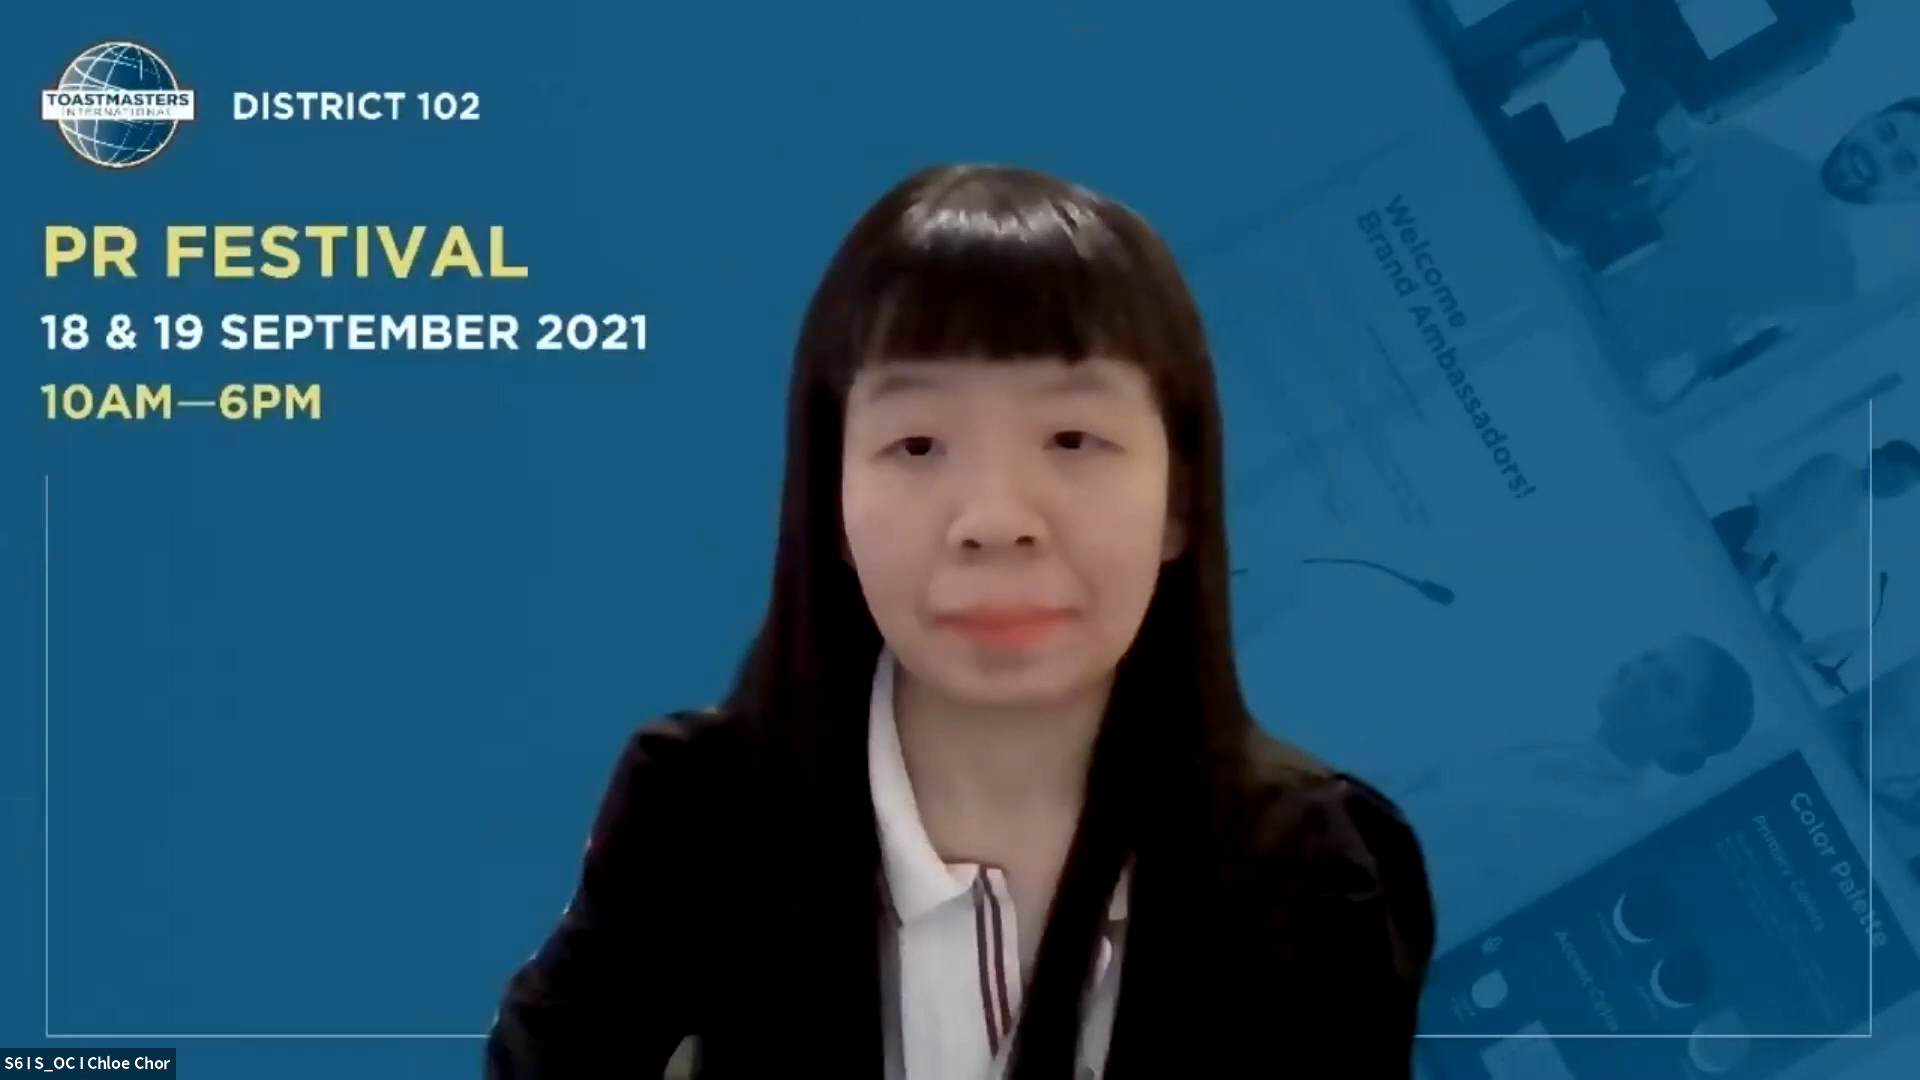 TOASTMASTERS
INTERNATIONAL
DISTRICT 102
PR FESTIVAL
18 & 19 SEPTEMBER 2021
10AM—6PM
Welcome
Brand Ambassadors!
Color Palette
Primary Colors
Accent Color
S6 I S_OC I Chloe Chor